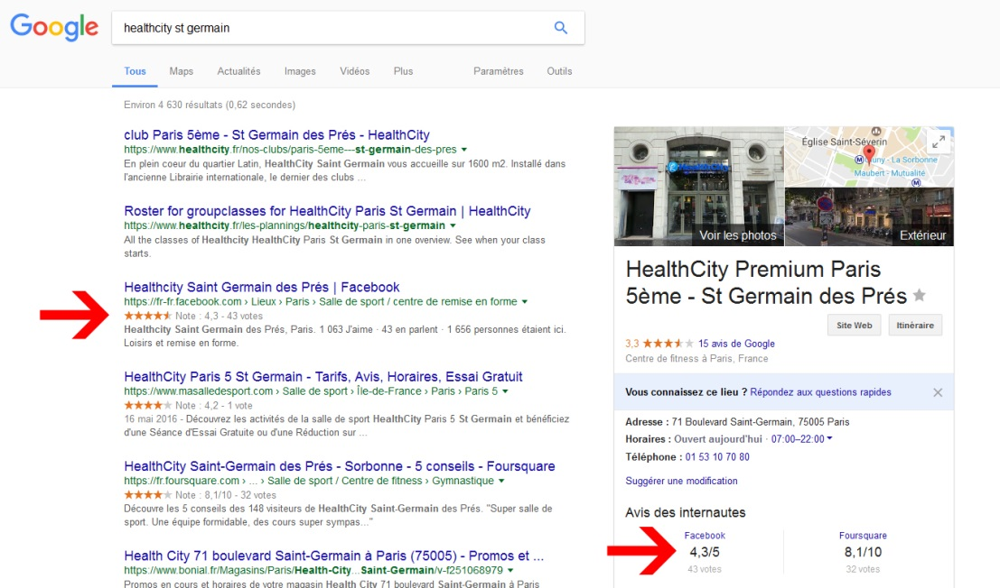 Google
healthcity st germain
Tous Maps Actualités Images Vidéos Plus Paramètres Outils
Environ 4 630 résultats (0,62 secondes)
club Paris 5ème - St Germain des Prés - HealthCity
https://www.healthcity.fr/nos-clubs/paris-5eme---st-germain-des-pres
En plein coeur du quartier Latin, HealthCity Saint Germain vous accueille sur 1600 m2. Installé dans
l'ancienne Librairie internationale, le dernier des clubs ...
Roster for groupclasses for HealthCity Paris St Germain | HealthCity
https://www.healthcity.fr/les-plannings/healthcity-paris-st-germain
All the classes of Healthcity HealthCity Paris St Germain in one overview. See when your class
starts.
Healthcity Saint Germain des Prés | Facebook
https://fr-fr.facebook.com › Lieux › Paris › Salle de sport / centre de remise en forme
Note : 4,3 - 43 votes
Healthcity Saint Germain des Prés, Paris. 1 063 J'aime · 43 en parlent · 1 656 personnes étaient ici.
Loisirs et remise en forme.
HealthCity Paris 5 St Germain - Tarifs, Avis, Horaires, Essai Gratuit
https://www.masalledesport.com › Salle de sport › Île-de-France › Paris › Paris 5
Note : 4,2 - 1 vote
16 mai 2016 - Découvrez les activités de la salle de sport HealthCity Paris 5 St Germain et bénéficiez
d'une Séance d'Essai Gratuite ou d'une Réduction sur ...
HealthCity Saint-Germain des Prés - Sorbonne - 5 conseils - Foursquare
https://fr.foursquare.com › ... › Salle de sport / Centre de fitness › Gymnastique
Note : 8,1/10 - 32 votes
Découvre les 5 conseils des 148 visiteurs de HealthCity Saint-Germain des Prés. "Super salle de
sport. Une équipe formidable, des cours super sympas..."
Health City 71 boulevard Saint-Germain à Paris (75005) - Promos et ...
https://www.bonial.fr/Magasins/Paris/Health-City...Saint-Germain/v-f251068979
Promos en cours et horaires de votre magasin Health City 71 boulevard Saint-Germain à Paris
HealthCity
Voir les photos
Église Saint-Séverin
M
Cluny - La Sorbonne
Maubert - Mutualité
M
Extérieur
HealthCity Premium Paris
5ème - St Germain des Prés
Site Web Itinéraire
3,3 15 avis de Google
Centre de fitness à Paris, France
Vous connaissez ce lieu ? Répondez aux questions rapides
Adresse : 71 Boulevard Saint-Germain, 75005 Paris
Horaires : Ouvert aujourd'hui · 07:00–22:00
Téléphone : 01 53 10 70 80
Suggérer une modification
Avis des internautes
Facebook Foursquare
4,3/5 8,1/10
43 votes 32 votes